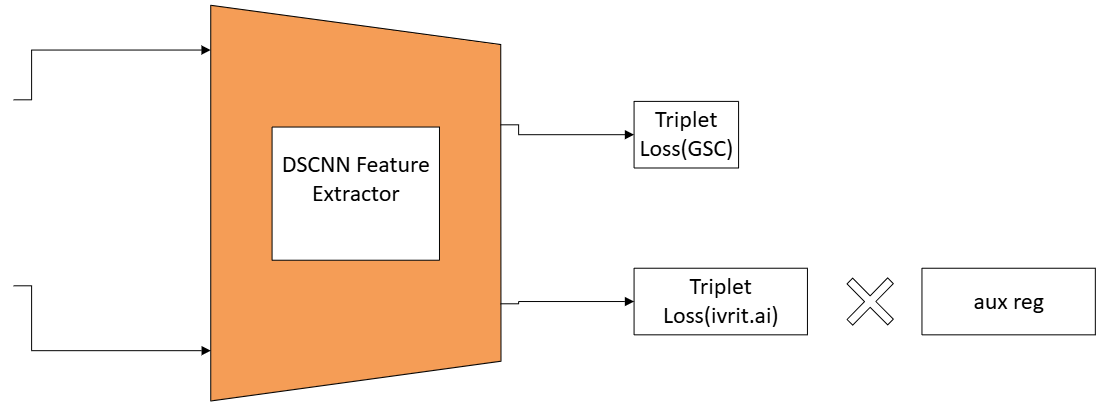 DSCNN Feature
Extractor
Triplet
Loss(GSC)
Triplet
Loss(ivrit.ai)
aux reg